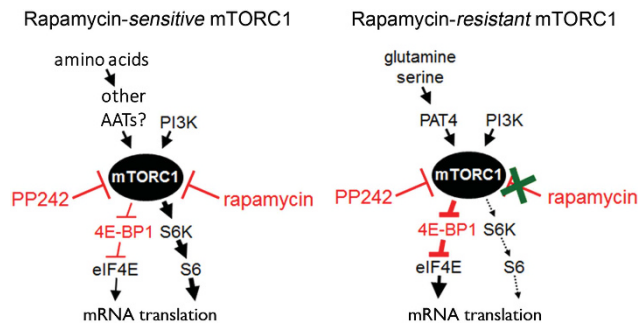 Rapamycin-sensitive mTORC1
amino acids
other
AATs?
PI3K
mTORC1
PP242
rapamycin
4E-BP1
S6K
eIF4E
S6
mRNA translation
Rapamycin-resistant mTORC1
glutamine
serine
PAT4
PI3K
mTORC1
PP242
rapamycin
4E-BP1
S6K
eIF4E
S6
mRNA translation